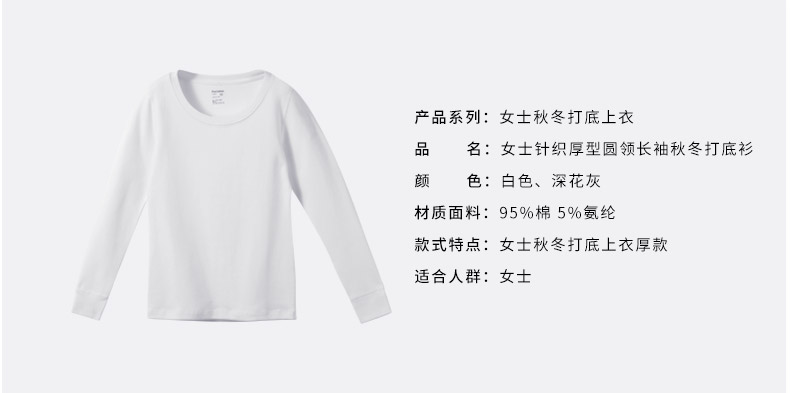 产品系列：女士秋冬打底上衣
品　　名：女士针织厚型圆领长袖秋冬打底衫
颜　　色：白色、深花灰
材质面料：95%棉 5%氨纶
款式特点：女士秋冬打底上衣厚款
适合人群：女士